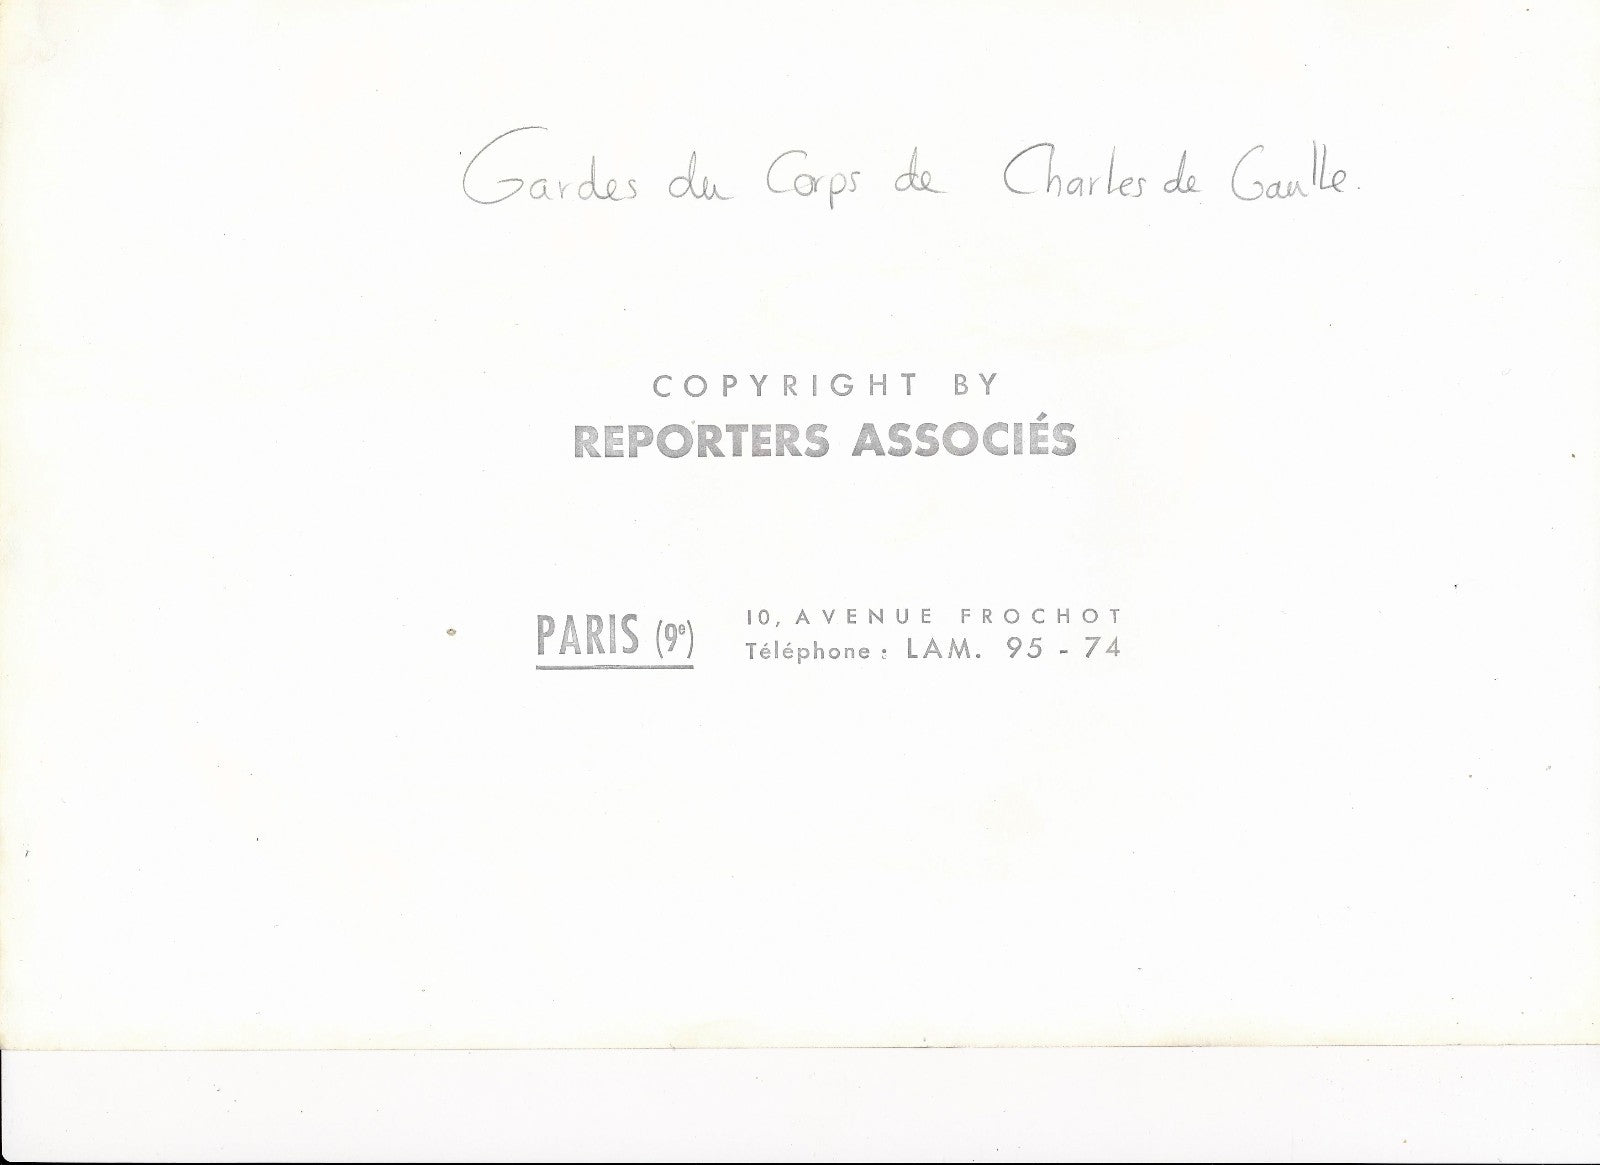 Gardes du Corps de Charles de Gaulle.
COPYRIGHT BY
REPORTERS ASSOCIÉS
PARIS (9e) 10, AVENUE FROCHOT
Téléphone : LAM. 95 - 74